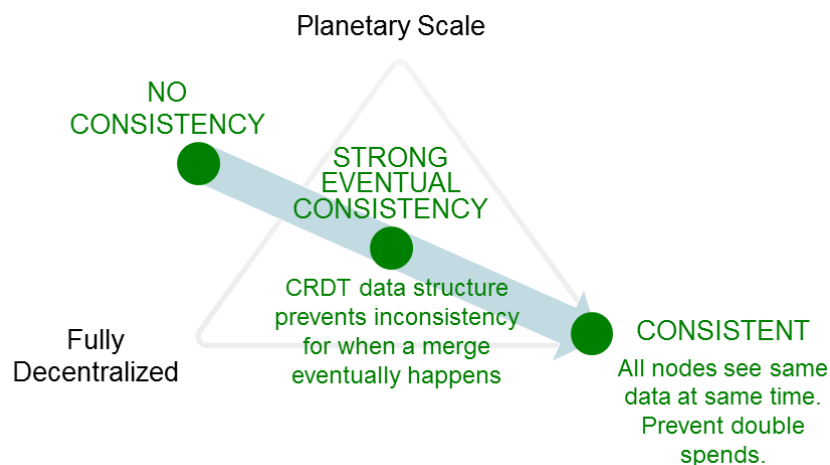 Planetary Scale
NO
CONSISTENCY
STRONG
EVENTUAL
CONSISTENCY
CRDT data structure
prevents inconsistency
for when a merge
eventually happens
Fully
Decentralized
CONSISTENT
All nodes see same
data at same time.
Prevent double
spends.